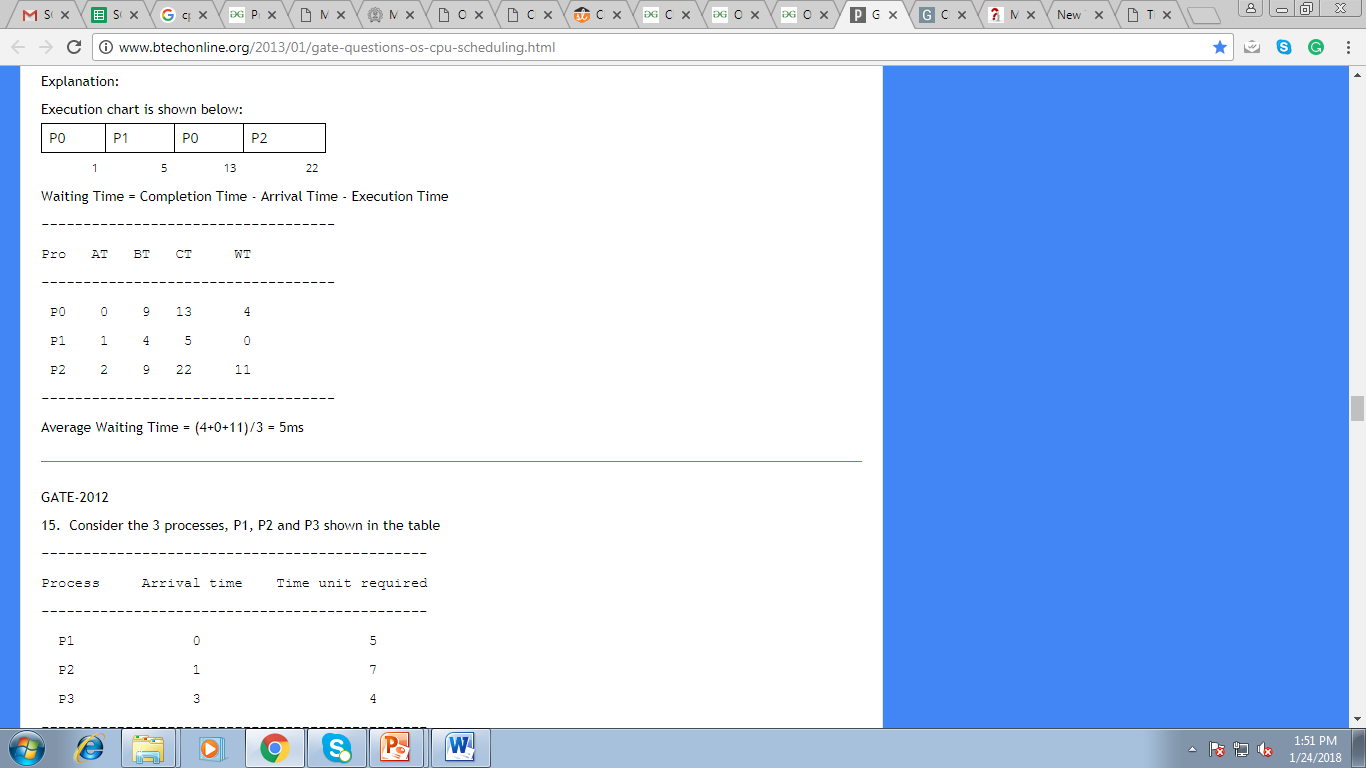 S
S
cp
P
M
M
O
C
C
C
O
O
G
C
M
New
T
www.btechonline.org/2013/01/gate-questions-os-cpu-scheduling.html
Explanation:
Execution chart is shown below:
P0 P1 P0 P2
1 5 13 22
Waiting Time = Completion Time - Arrival Time - Execution Time
-----------------------------------
Pro AT BT CT WT
-----------------------------------
P0 0 9 13 4
P1 1 4 5 0
P2 2 9 22 11
-----------------------------------
Average Waiting Time = (4+0+11)/3 = 5ms
GATE-2012
15. Consider the 3 processes, P1, P2 and P3 shown in the table
----------------------------------------------
Process Arrival time Time unit required
----------------------------------------------
P1 0 5
P2 1 7
P3 3 4
----------------------------------------------
1:51 PM
1/24/2018